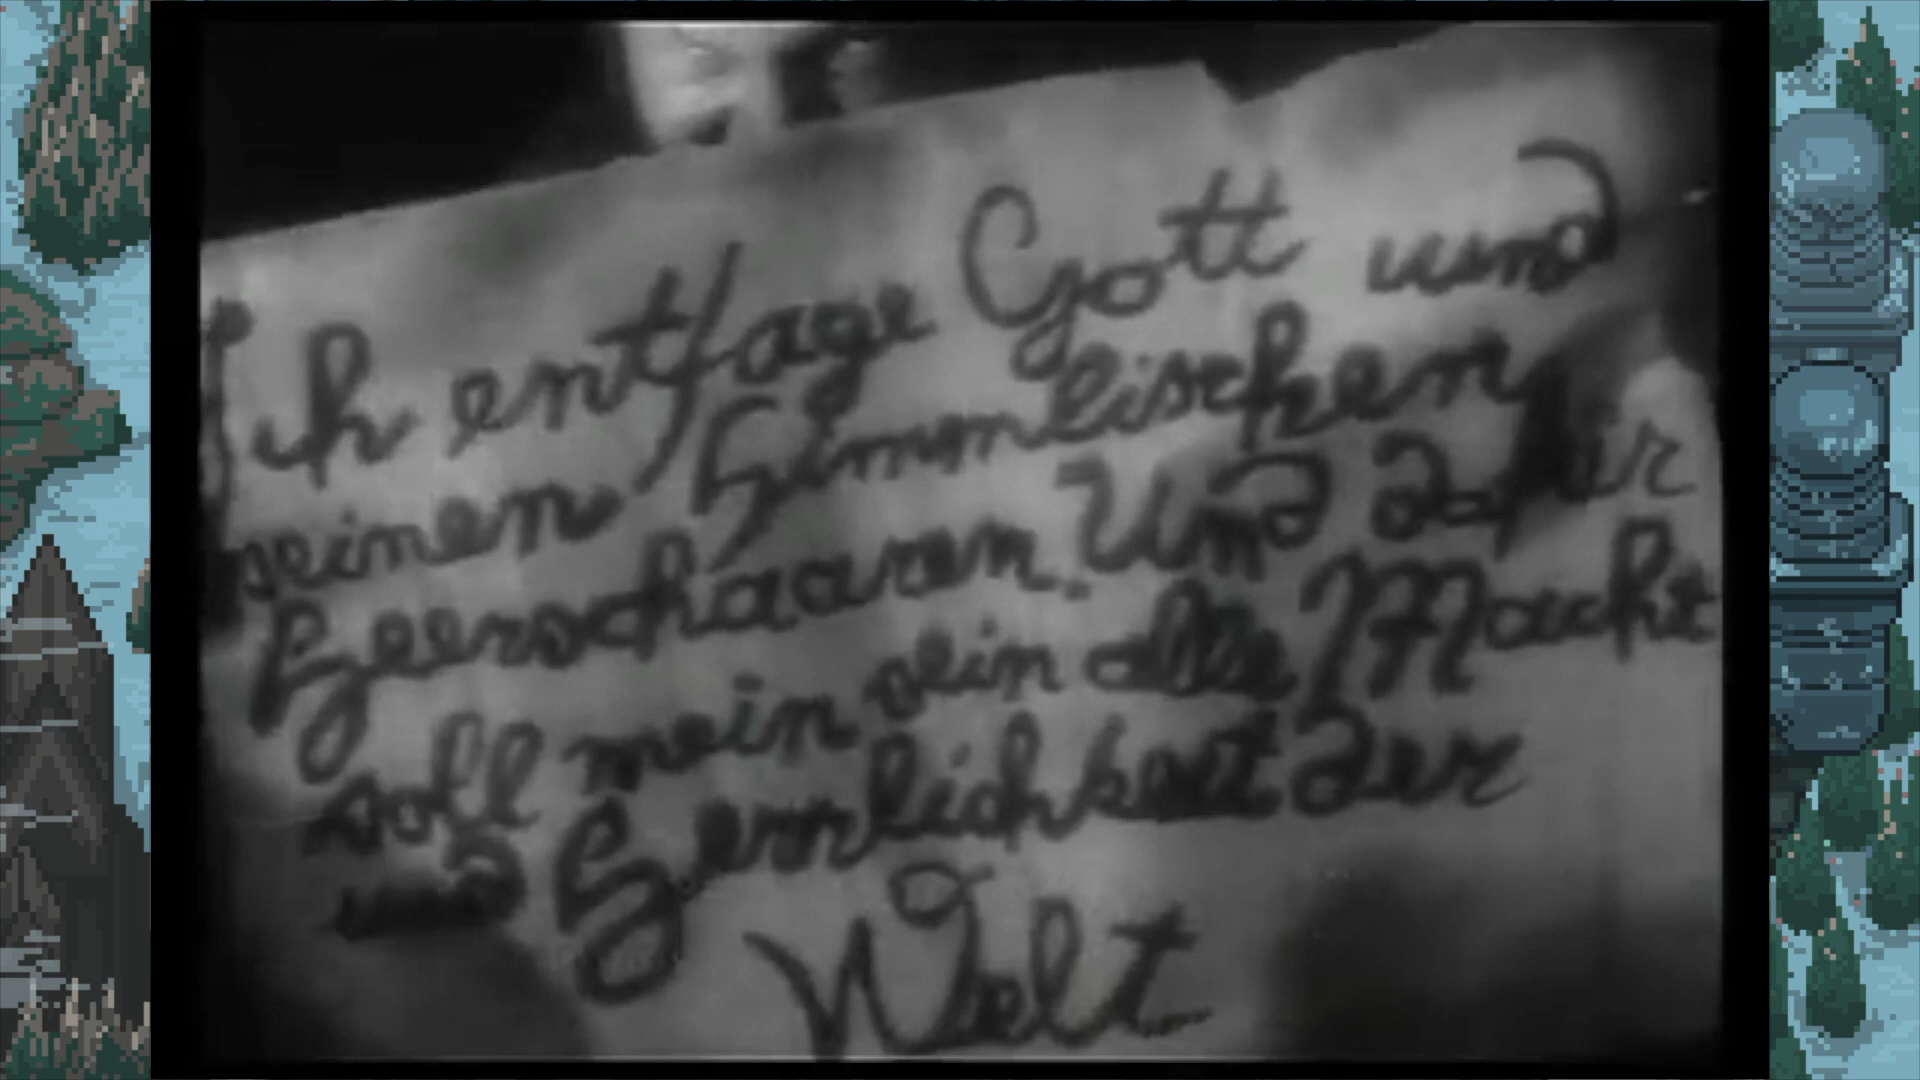 Ich entsage Gott und
seinen himmlischen
Heerschaaren. Und dafür
soll mein sein alle Macht
und Herrlichkeit der
Welt